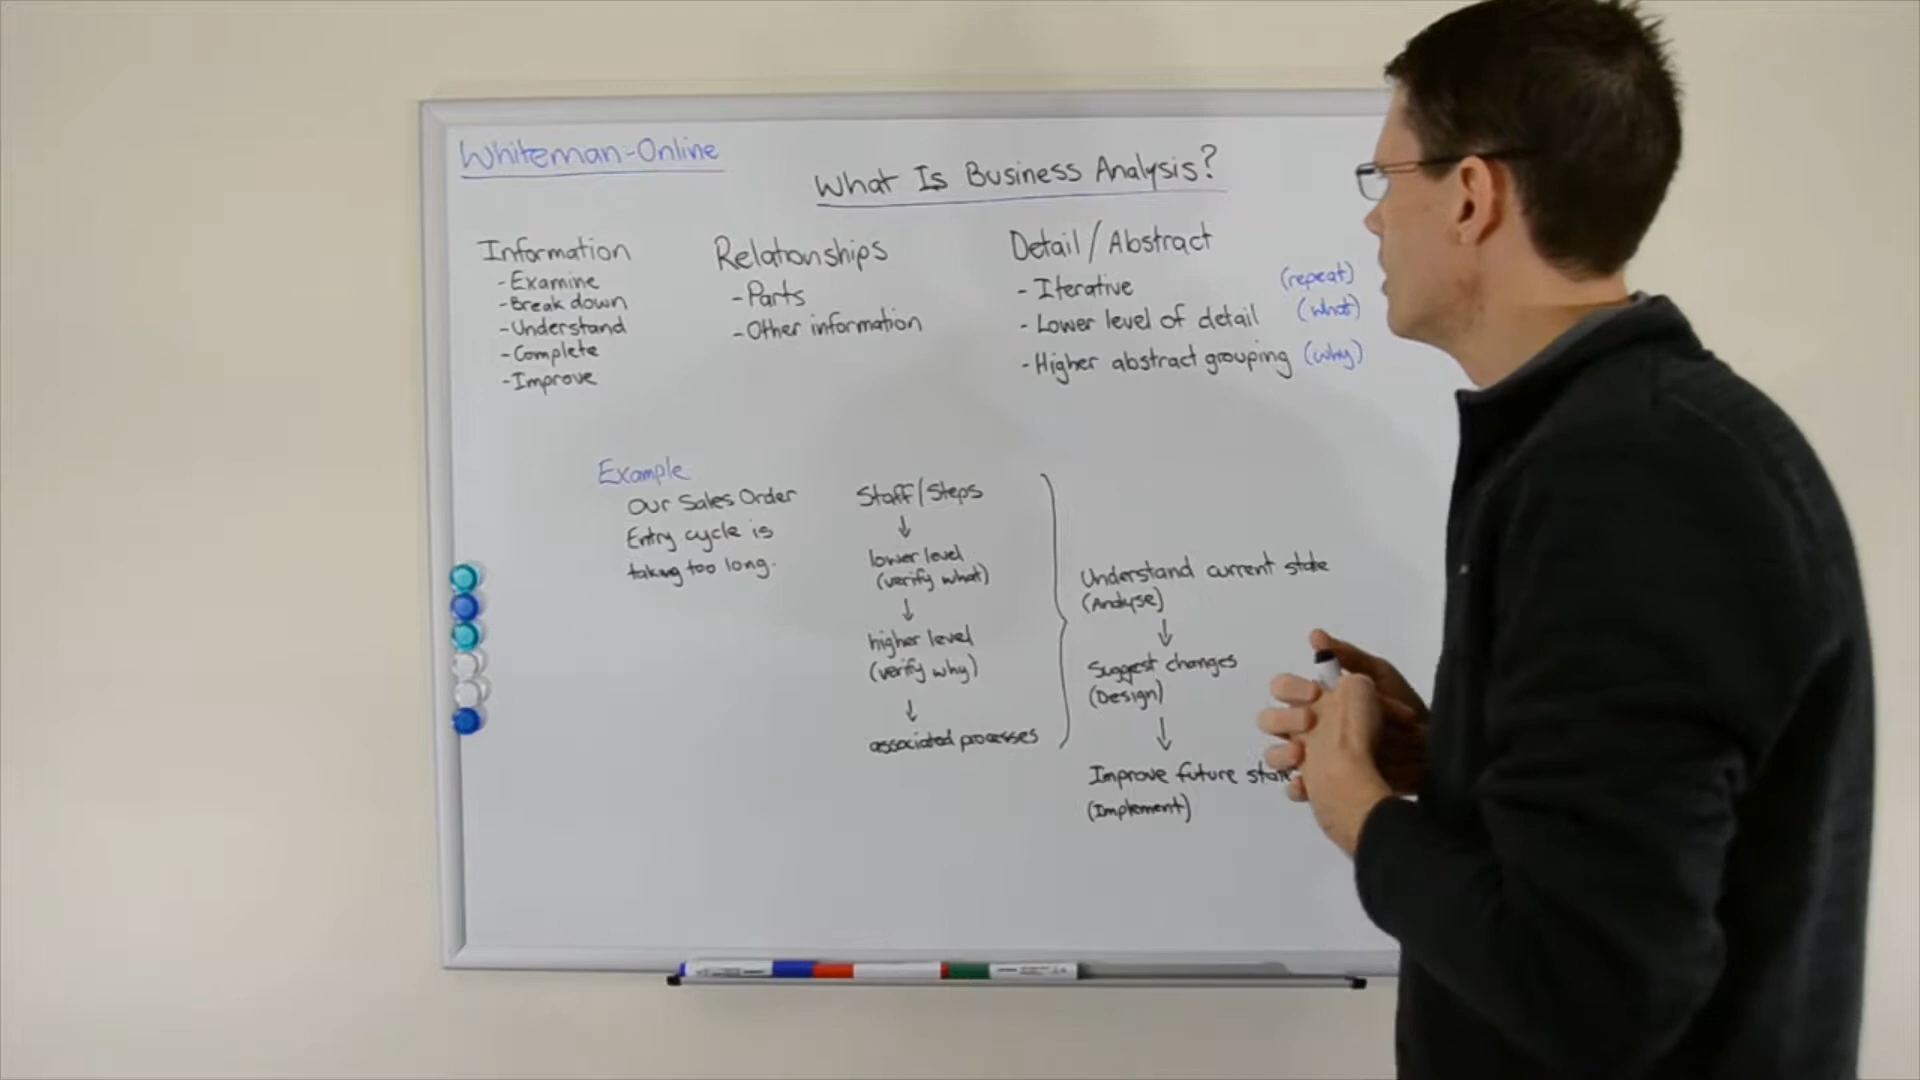 Whiteman-Online
What Is Business Analysis?
Information
- Examine
- Break down
- Understand
- Complete
- Improve
Relationships
- Parts
- Other information
Detail / Abstract
- Iterative (repeat)
- Lower level of detail (what)
- Higher abstract grouping (why)
Example
Our Sales Order
Entry cycle is
taking too long.
Staff/Steps
↓
lower level
(verify what)
↓
higher level
(verify why)
↓
associated processes
Understand current state
(Analyse)
↓
Suggest changes
(Design)
↓
Improve future state
(Implement)